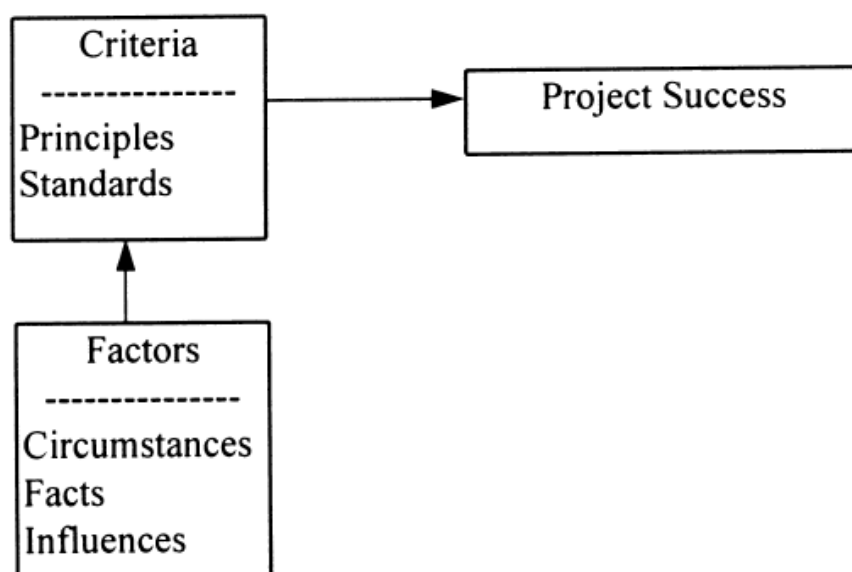 Criteria
---------------
Principles
Standards
Project Success
Factors
---------------
Circumstances
Facts
Influences